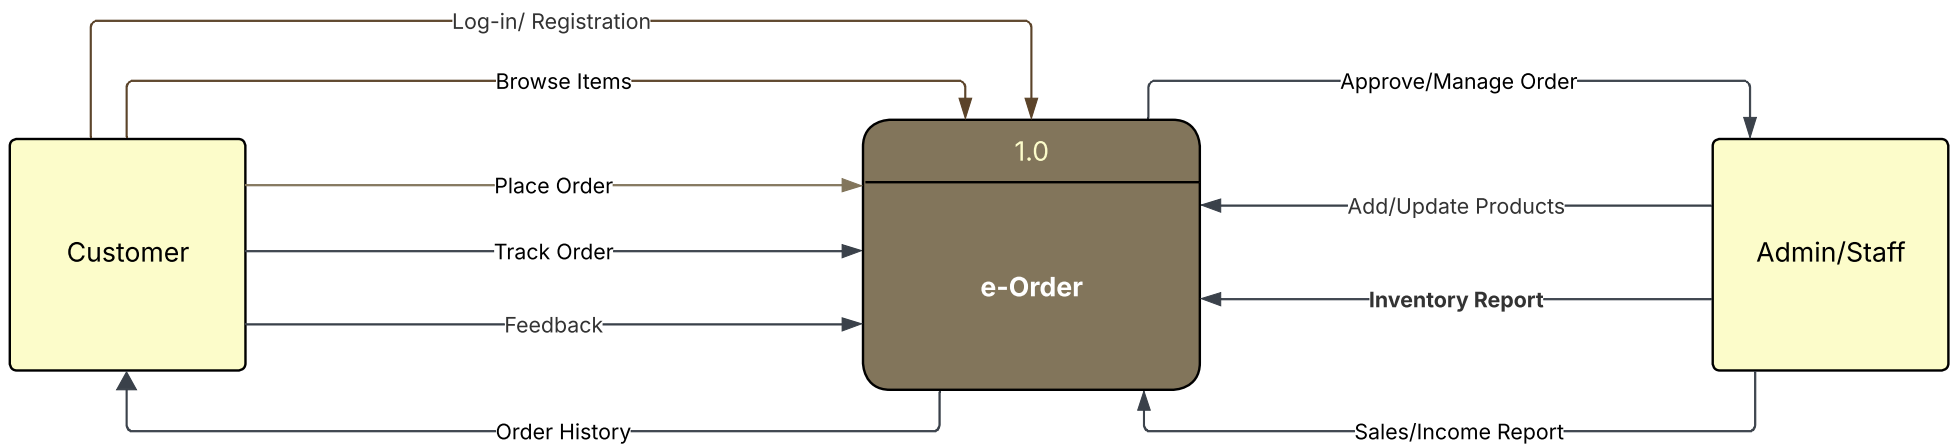 Log-in/ Registration
Browse Items
Approve/Manage Order
1.0
Place Order
Add/Update Products
Customer
Track Order
Admin/Staff
e-Order
Inventory Report
Feedback
Order History
Sales/Income Report